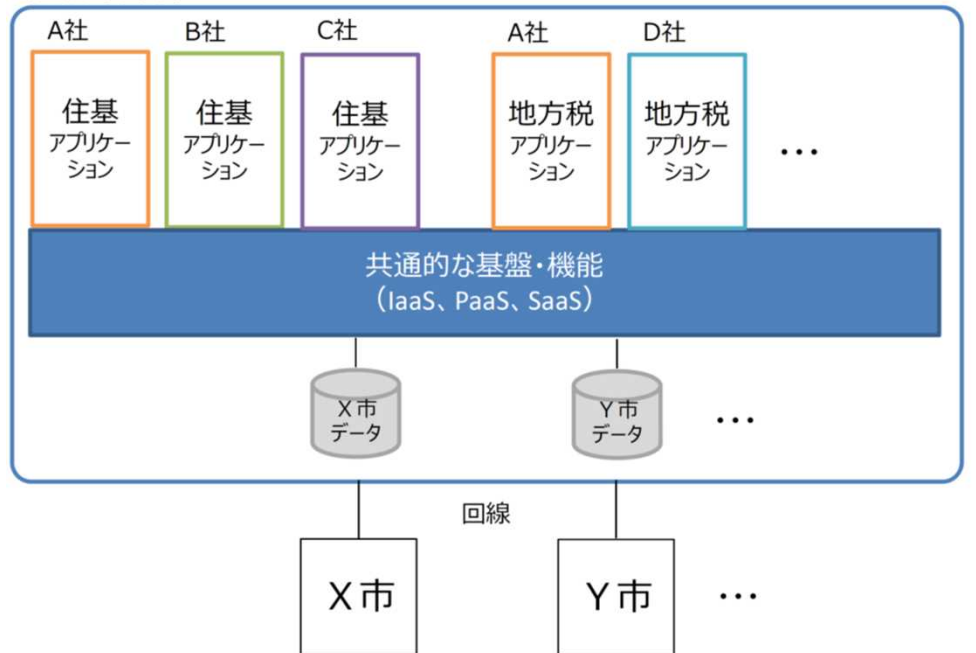 A社
B社
C社
A社
D社
住基
アプリケー
ション
住基
アプリケー
ション
住基
アプリケー
ション
地方税
アプリケー
ション
地方税
アプリケー
ション
…
共通的な基盤・機能
（IaaS、PaaS、SaaS）
X市
データ
Y市
データ
…
回線
X市
Y市
…